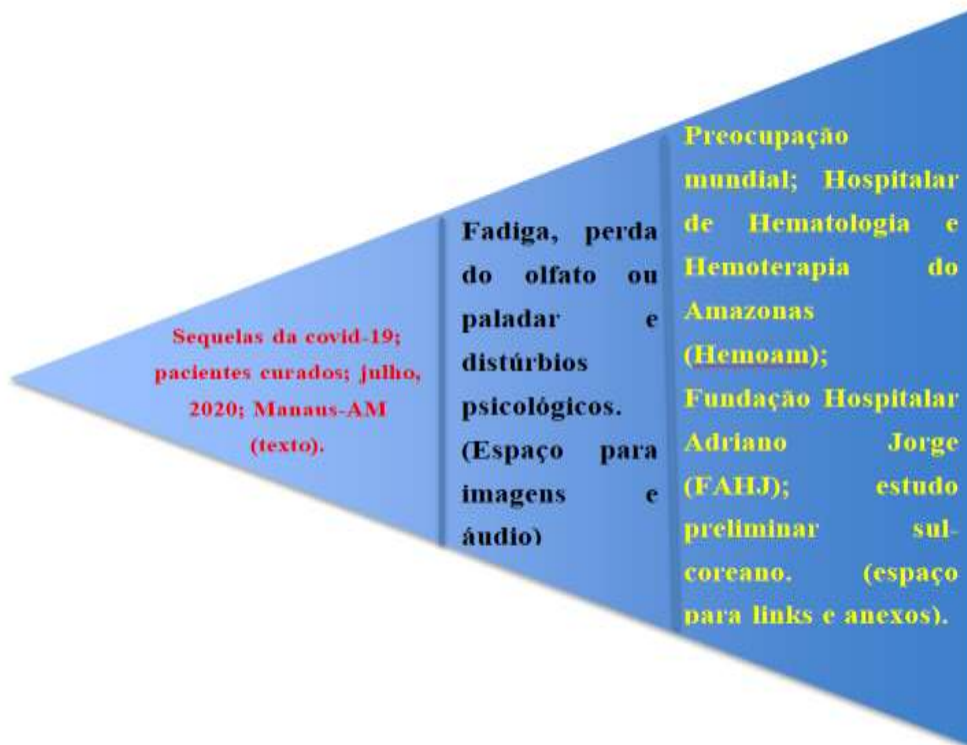 Sequelas da covid-19;
pacientes curados; julho,
2020; Manaus-AM
(texto).
Fadiga, perda
do olfato ou
paladar e
distúrbios
psicológicos.
(Espaço para
imagens e
áudio)
Preocupação
mundial; Hospitalar
de Hematologia e
Hemoterapia do
Amazonas
(Hemoam);
Fundação Hospitalar
Adriano Jorge
(FAHJ); estudo
preliminar sul-
coreano. (espaço
para links e anexos).